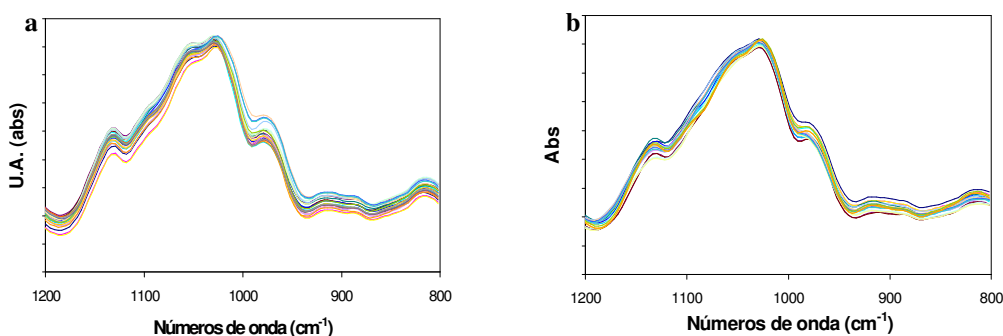 a
U.A. (abs)
1200 1100 1000 900 800
Números de onda (cm⁻¹)
b
Abs
1200 1100 1000 900 800
Números de onda (cm⁻¹)